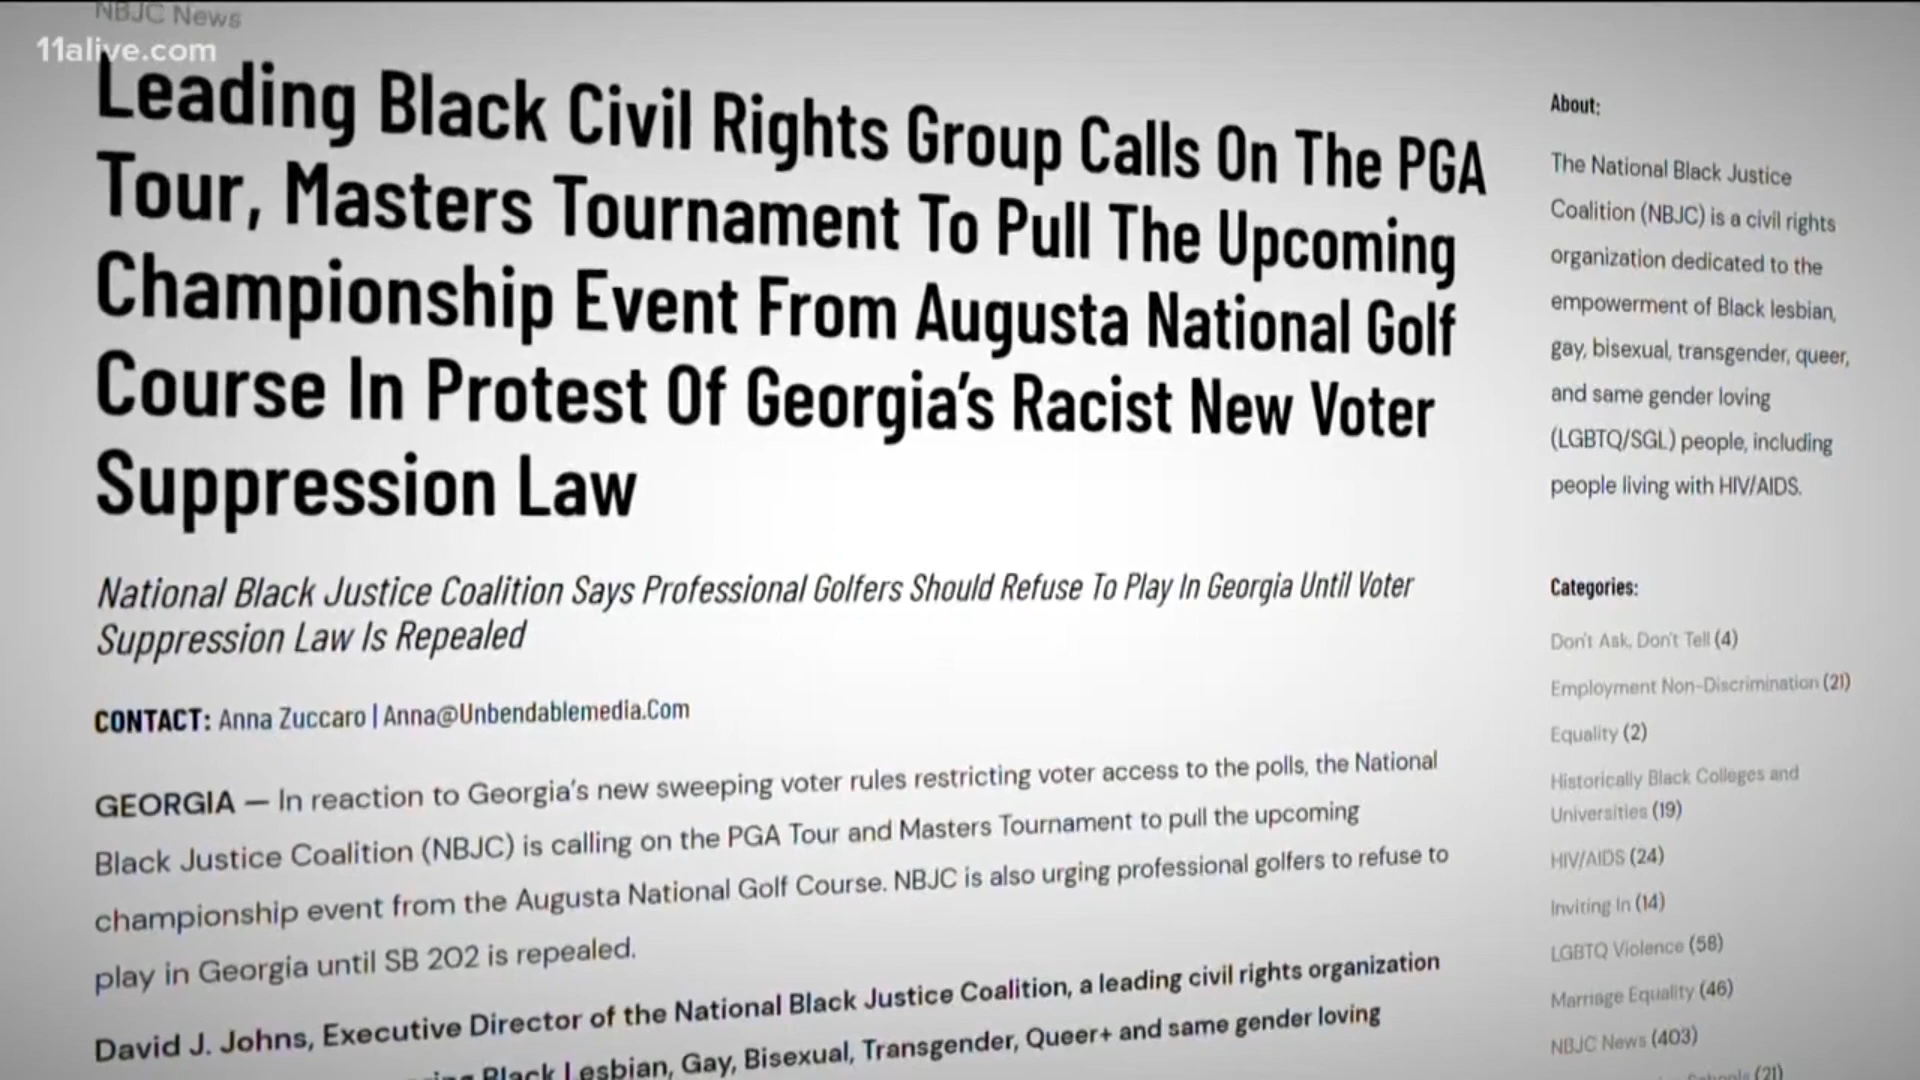 NBJC News
11alive.com
Leading Black Civil Rights Group Calls On The PGA
Tour, Masters Tournament To Pull The Upcoming
Championship Event From Augusta National Golf
Course In Protest Of Georgia's Racist New Voter
Suppression Law
National Black Justice Coalition Says Professional Golfers Should Refuse To Play In Georgia Until Voter
Suppression Law Is Repealed
CONTACT: Anna Zuccaro | Anna@Unbendablemedia.Com
GEORGIA — In reaction to Georgia's new sweeping voter rules restricting voter access to the polls, the National
Black Justice Coalition (NBJC) is calling on the PGA Tour and Masters Tournament to pull the upcoming
championship event from the Augusta National Golf Course. NBJC is also urging professional golfers to refuse to
play in Georgia until SB 202 is repealed.
David J. Johns, Executive Director of the National Black Justice Coalition, a leading civil rights organization
Black Lesbian, Gay, Bisexual, Transgender, Queer+ and same gender loving
About:
The National Black Justice
Coalition (NBJC) is a civil rights
organization dedicated to the
empowerment of Black lesbian,
gay, bisexual, transgender, queer,
and same gender loving
(LGBTQ/SGL) people, including
people living with HIV/AIDS.
Categories:
Don't Ask, Don't Tell (4)
Employment Non-Discrimination (21)
Equality (2)
Historically Black Colleges and
Universities (19)
HIV/AIDS (24)
Inviting In (14)
LGBTQ Violence (58)
Marriage Equality (46)
NBJC News (403)
Schools (21)